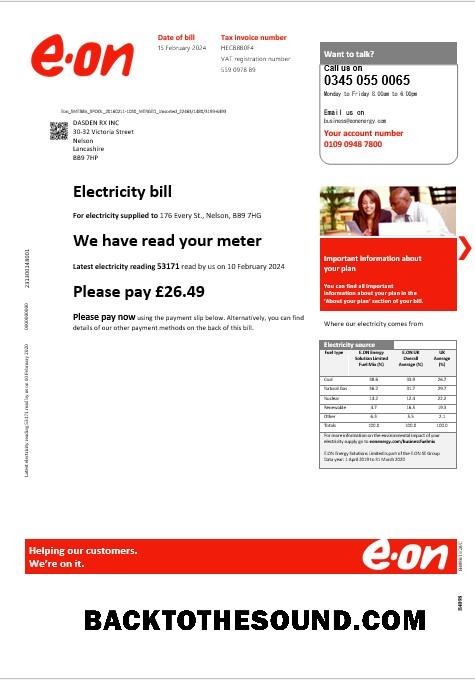 e·on
Date of bill
15 February 2024
Tax invoice number
HECBBB0F4
VAT registration number
559 0978 89
Want to talk?
Call us on
0345 055 0065
Monday to Friday 8.00am to 6.00pm
Email us on
business@eonenergy.com
Your account number
0109 0948 7800
DASDEN RX INC
30-32 Victoria Street
Nelson
Lancashire
BB9 7HP
Electricity bill
For electricity supplied to 176 Every St., Nelson, BB9 7HG
We have read your meter
Latest electricity reading 53171 read by us on 10 February 2024
Please pay £26.49
Please pay now using the payment slip below. Alternatively, you can find
details of our other payment methods on the back of this bill.
Important information about
your plan
You can find all important
information about your plan in the
'About your plan' section of your bill.
Where our electricity comes from
Electricity source
Fuel type E.ON Energy Solution Limited Fuel Mix (%) E.ON UK Overall Average (%) UK Average (%)
Coal 38.6 33.9 26.7
Natural Gas 36.2 31.7 29.7
Nuclear 13.2 12.4 22.2
Renewable 3.7 16.5 19.3
Other 6.3 5.5 2.1
Totals 100.0 100.0 100.0
For more information on the environmental impact of your
electricity supply go to eonenergy.com/businessfuelmix
E.ON Energy Solutions Limited is part of the E.ON SE Group
Data year: 1 April 2019 to 31 March 2020
Latest electricity reading 53171 read by us on 10 February 2020
Helping our customers.
We're on it.
e·on
BACKTOTHESOUND.COM